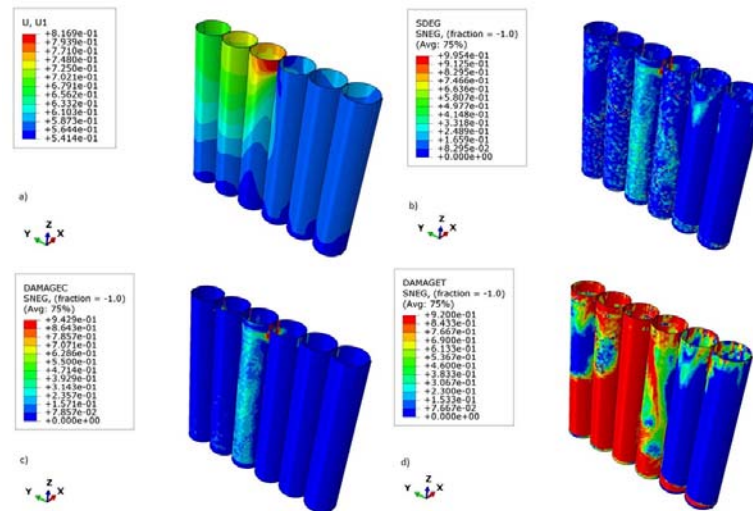 U, U1
+8.169e-01
+7.939e-01
+7.710e-01
+7.480e-01
+7.250e-01
+7.021e-01
+6.791e-01
+6.562e-01
+6.332e-01
+6.103e-01
+5.873e-01
+5.644e-01
+5.414e-01
a)
Z
Y X
SDEG
SNEG, (fraction = -1.0)
(Avg: 75%)
+9.954e-01
+9.125e-01
+8.295e-01
+7.466e-01
+6.636e-01
+5.807e-01
+4.977e-01
+4.148e-01
+3.318e-01
+2.489e-01
+1.659e-01
+8.295e-02
+0.000e+00
b)
Z
Y X
DAMAGEC
SNEG, (fraction = -1.0)
(Avg: 75%)
+9.429e-01
+8.643e-01
+7.857e-01
+7.071e-01
+6.286e-01
+5.500e-01
+4.714e-01
+3.929e-01
+3.143e-01
+2.357e-01
+1.571e-01
+7.857e-02
+0.000e+00
c)
Z
Y X
DAMAGET
SNEG, (fraction = -1.0)
(Avg: 75%)
+9.200e-01
+8.433e-01
+7.667e-01
+6.900e-01
+6.133e-01
+5.367e-01
+4.600e-01
+3.833e-01
+3.067e-01
+2.300e-01
+1.533e-01
+7.667e-02
+0.000e+00
d)
Z
Y X